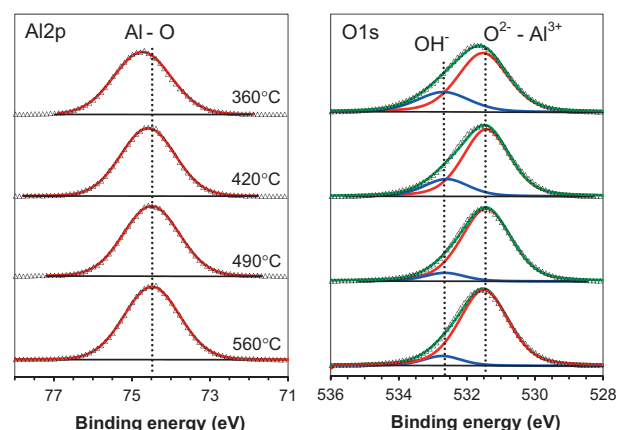 Al2p
Al - O
360°C
420°C
490°C
560°C
77 75 73 71
Binding energy (eV)
O1s
OH⁻
O²⁻ - Al³⁺
536 534 532 530 528
Binding energy (eV)